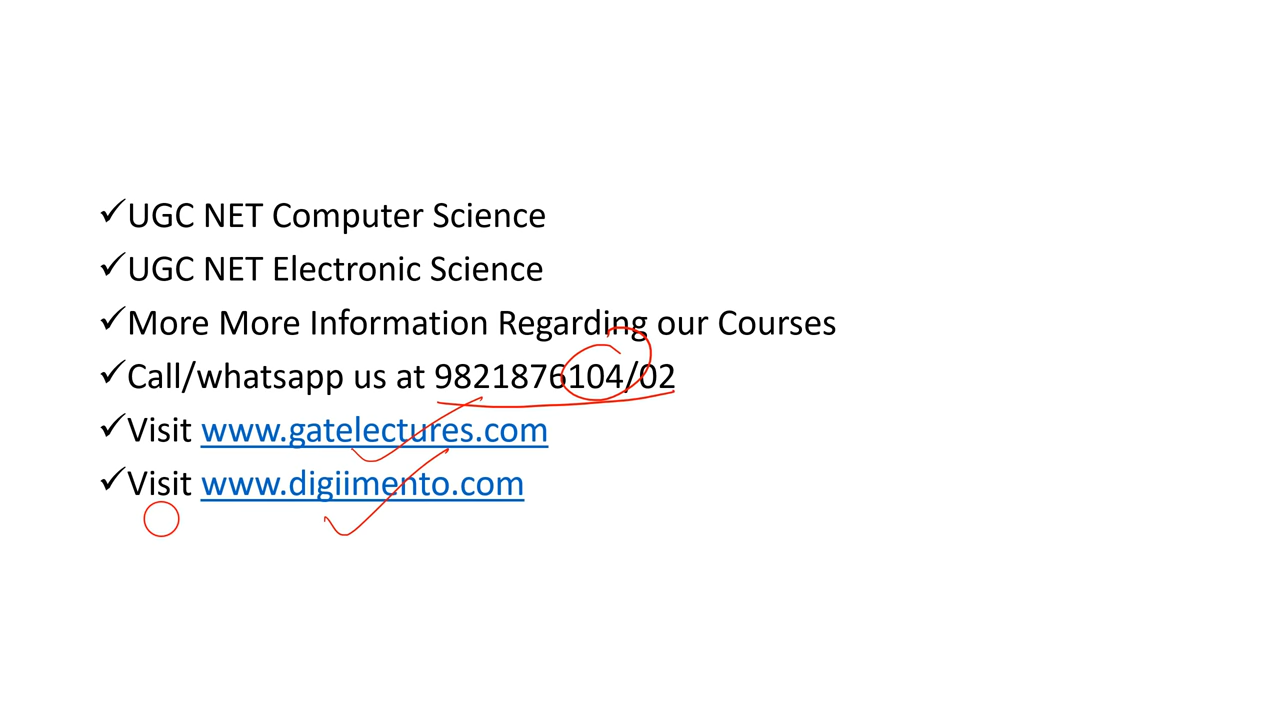 ✓UGC NET Computer Science
✓UGC NET Electronic Science
✓More More Information Regarding our Courses
✓Call/whatsapp us at 9821876104/02
✓Visit www.gatelectures.com
✓Visit www.digiimento.com